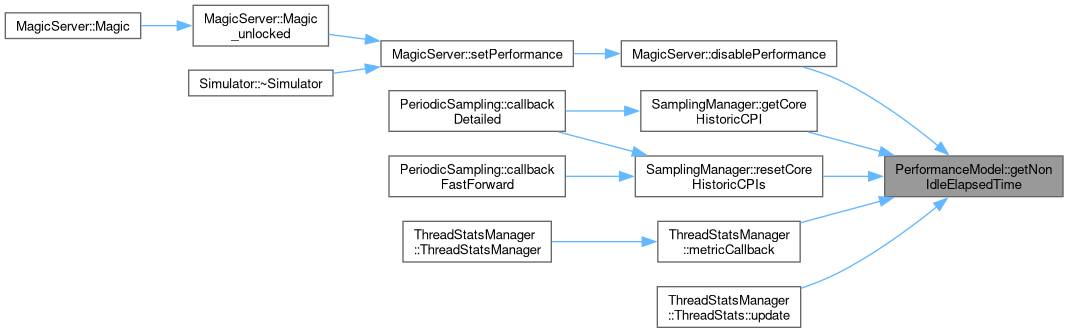 MagicServer::Magic
MagicServer::Magic
_unlocked
MagicServer::setPerformance
MagicServer::disablePerformance
Simulator::~Simulator
PeriodicSampling::callback
Detailed
SamplingManager::getCore
HistoricCPI
PerformanceModel::getNon
IdleElapsedTime
PeriodicSampling::callback
FastForward
SamplingManager::resetCore
HistoricCPIs
ThreadStatsManager
::ThreadStatsManager
ThreadStatsManager
::metricCallback
ThreadStatsManager
::ThreadStats::update